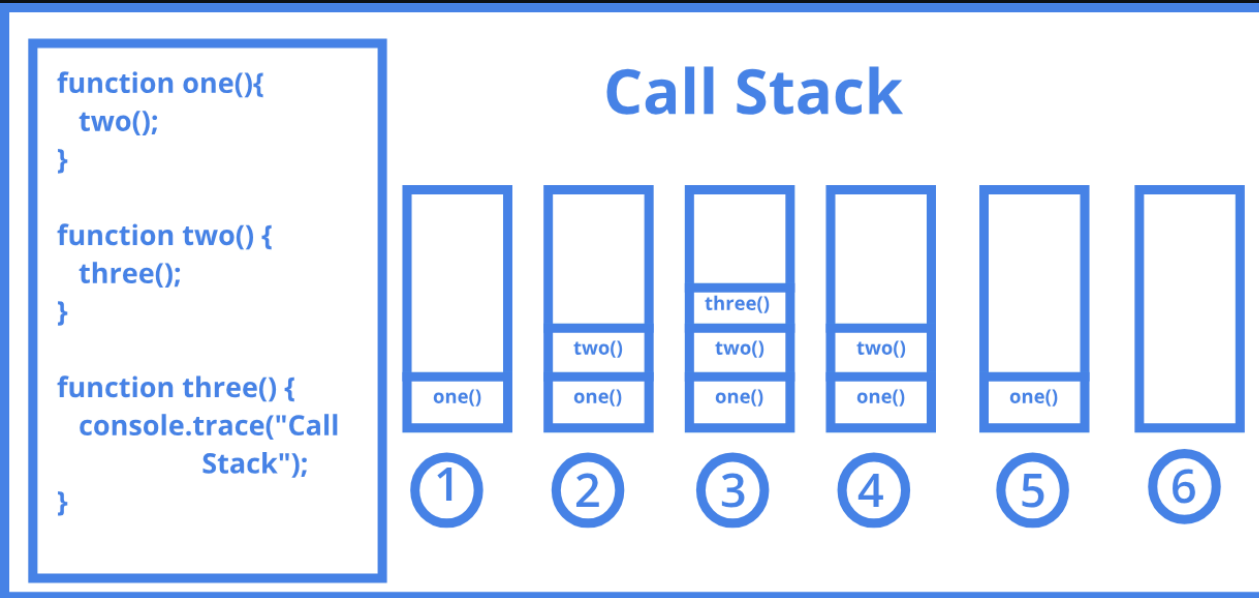 function one(){
two();
}
function two() {
three();
}
function three() {
console.trace("Call
Stack");
}
Call Stack
one()
two()
one()
three()
two()
one()
two()
one()
one()
1
2
3
4
5
6